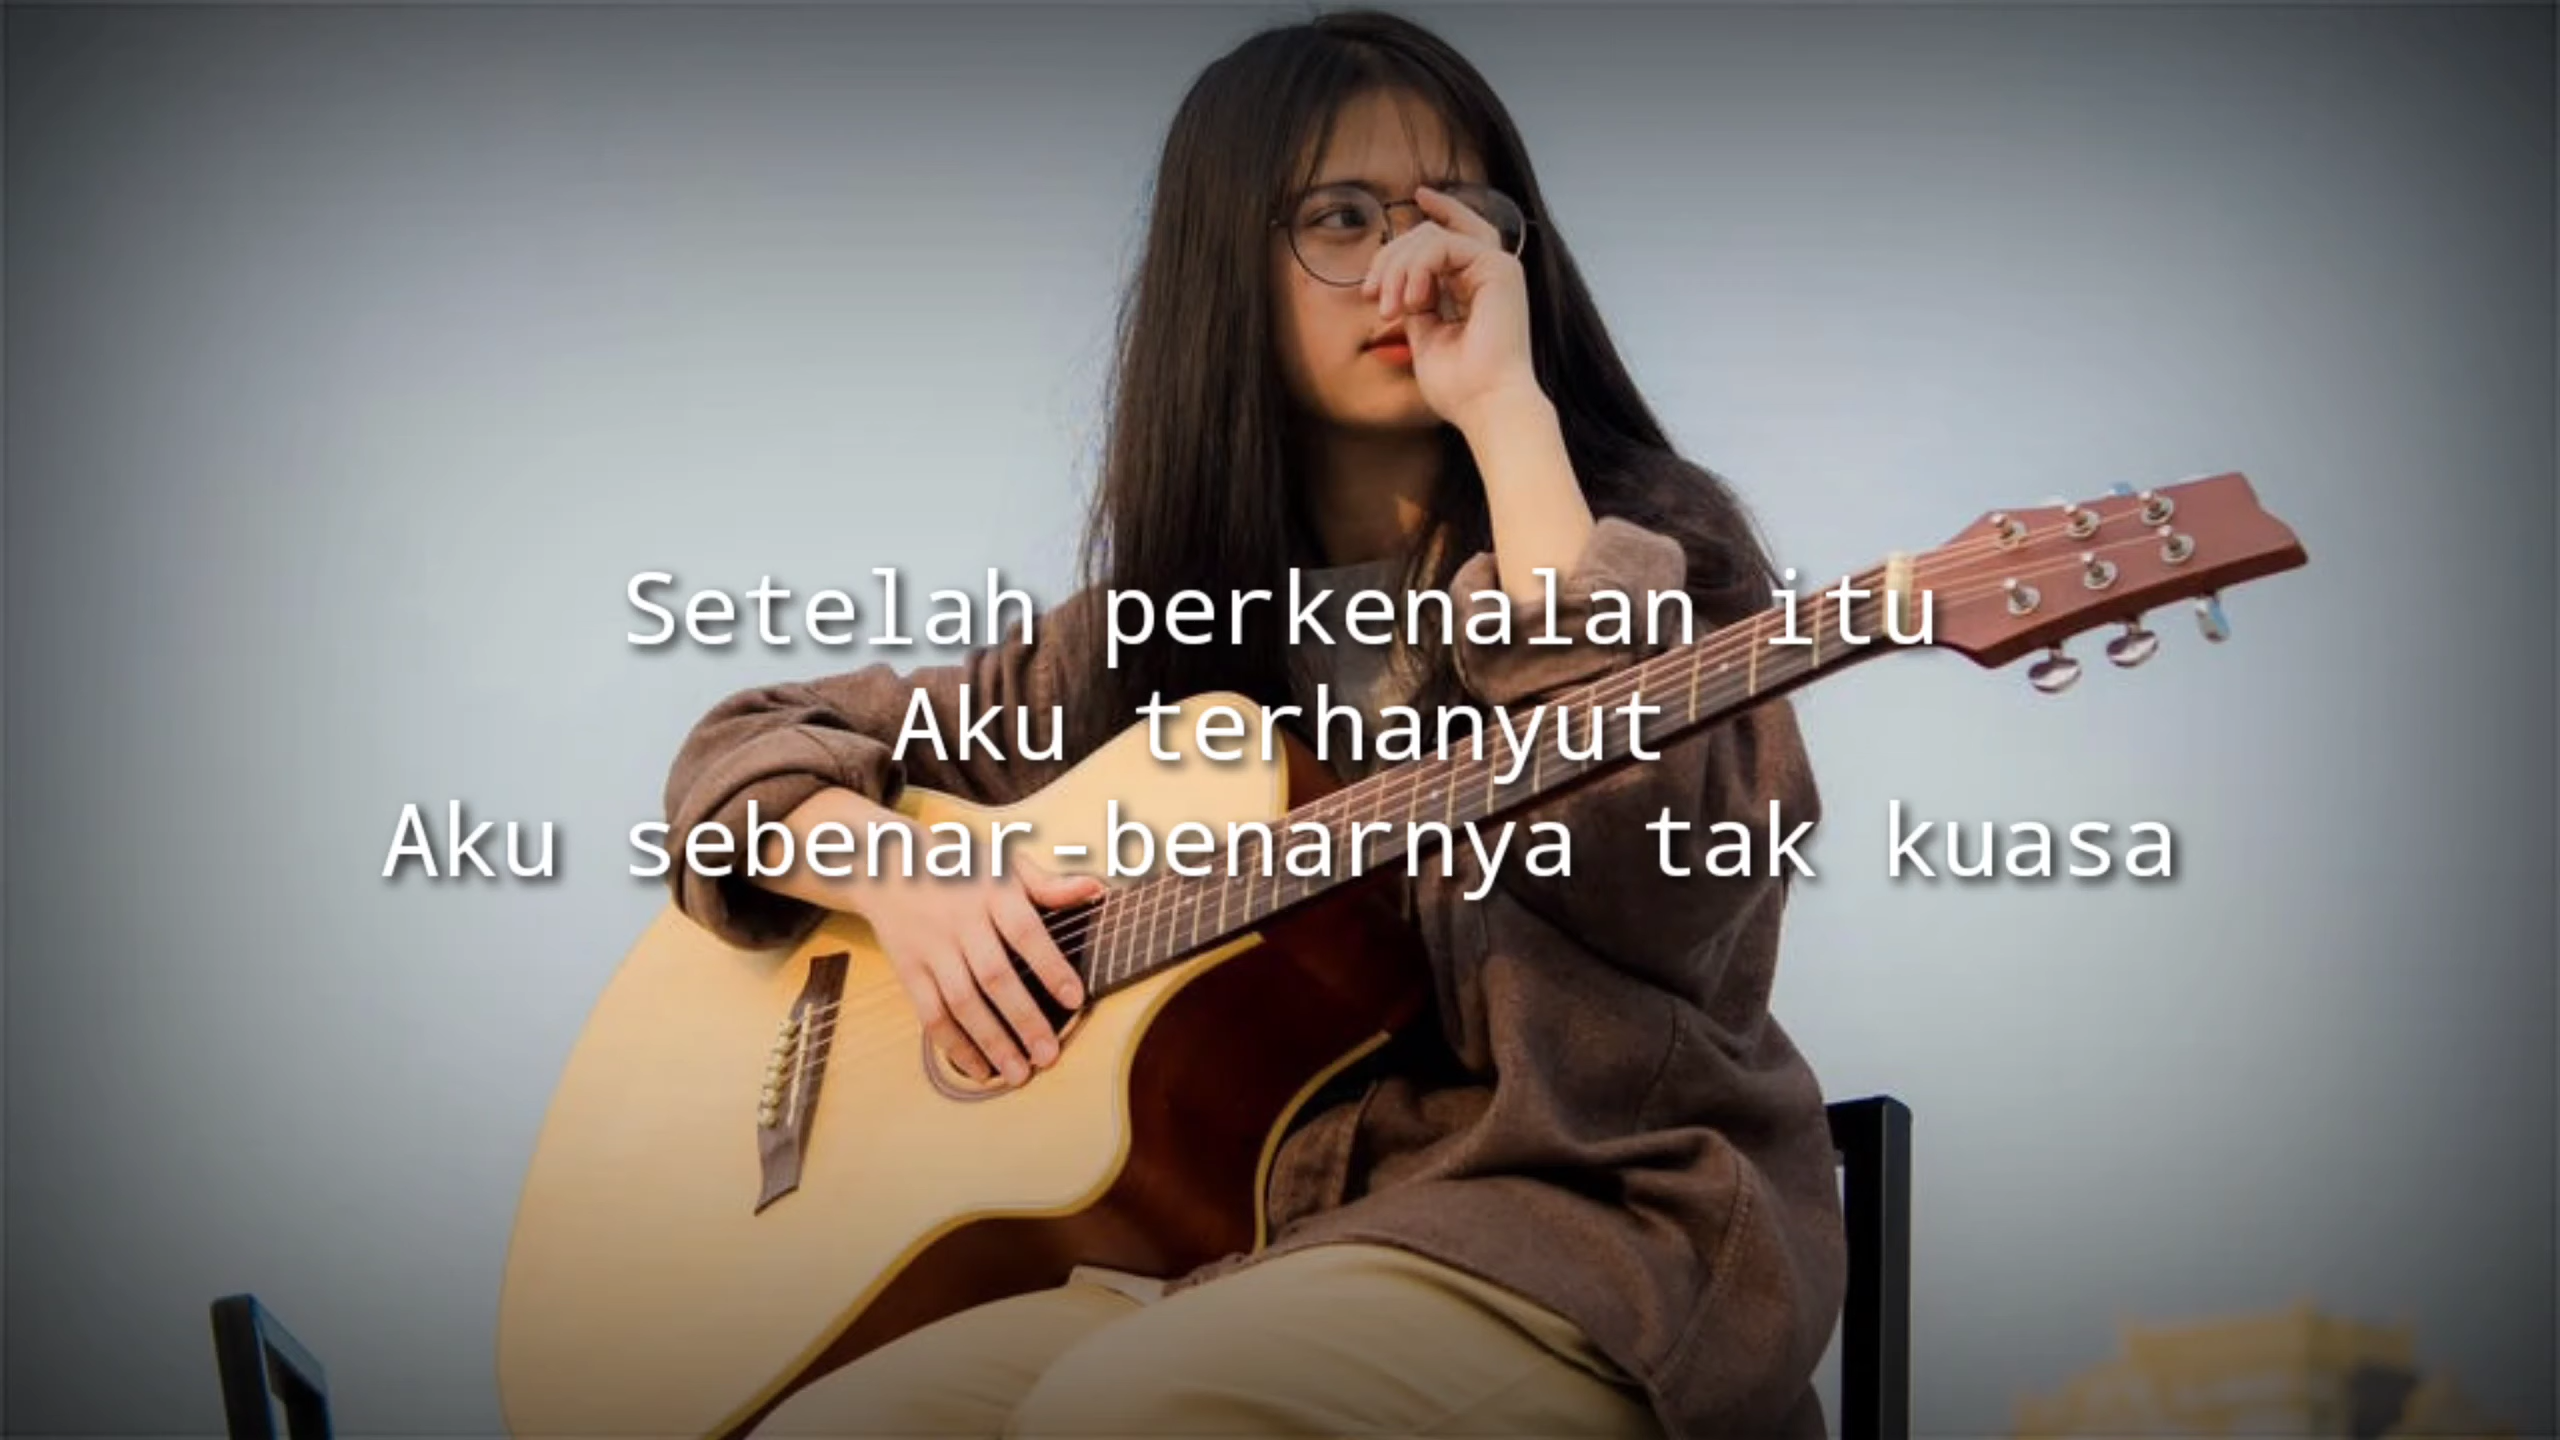 Setelah perkenalan itu
Aku terhanyut
Aku sebenar-benarnya tak kuasa